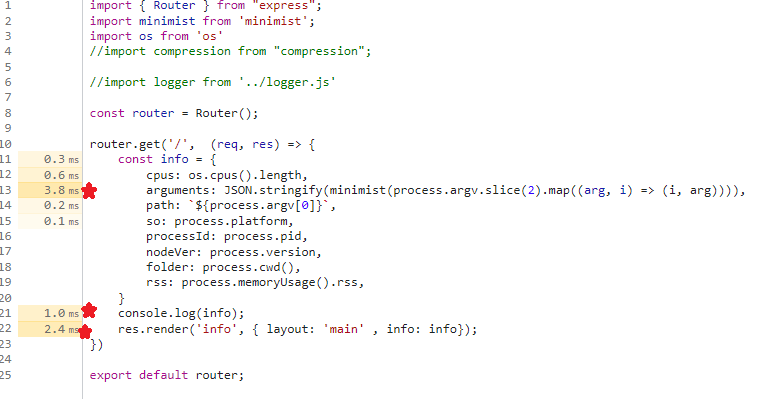 1 import { Router } from "express";
2 import minimist from 'minimist';
3 import os from 'os'
4 //import compression from "compression";
5
6 //import logger from '../logger.js'
7
8 const router = Router();
9
10 router.get('/',  (req, res) => {
11 0.3 ms const info = {
12 0.6 ms cpus: os.cpus().length,
13 3.8 ms arguments: JSON.stringify(minimist(process.argv.slice(2).map((arg, i) => (i, arg)))),
14 0.2 ms path: `${process.argv[0]}`,
15 0.1 ms so: process.platform,
16 processId: process.pid,
17 nodeVer: process.version,
18 folder: process.cwd(),
19 rss: process.memoryUsage().rss,
20 }
21 1.0 ms console.log(info);
22 2.4 ms res.render('info', { layout: 'main' , info: info});
23 })
24
25 export default router;